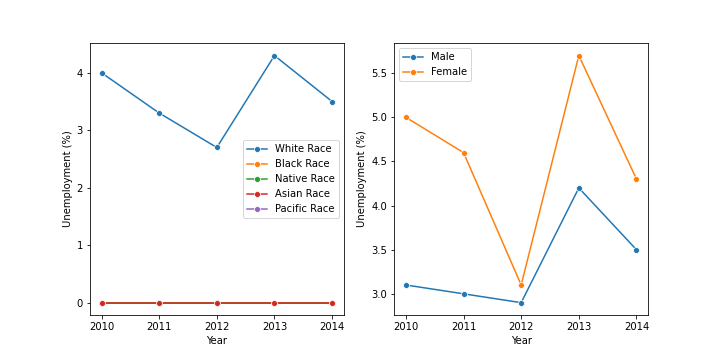 4
3
2
1
0
Unemployment (%)
2010 2011 2012 2013 2014
Year
White Race
Black Race
Native Race
Asian Race
Pacific Race
5.5
5.0
4.5
4.0
3.5
3.0
Unemployment (%)
2010 2011 2012 2013 2014
Year
Male
Female